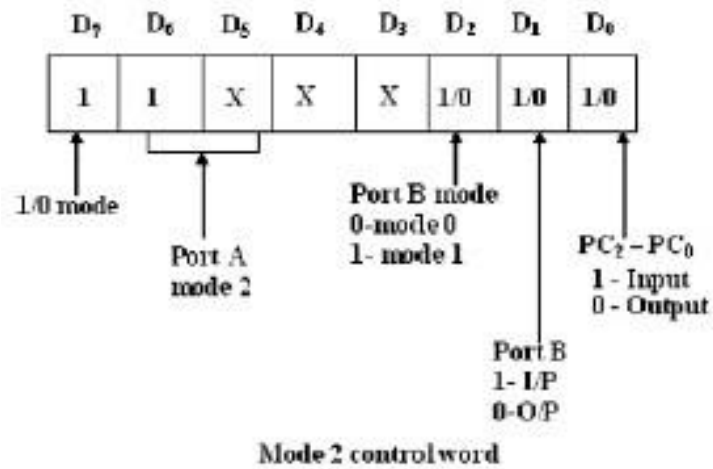 D₇ D₆ D₅ D₄ D₃ D₂ D₁ D₀
1 1 X X X 1/0 1/0 1/0
1/0 mode
Port A
mode 2
Port B mode
0-mode 0
1- mode 1
PC₂ – PC₀
1 - Input
0 - Output
Port B
1- I/P
0-O/P
Mode 2 control word